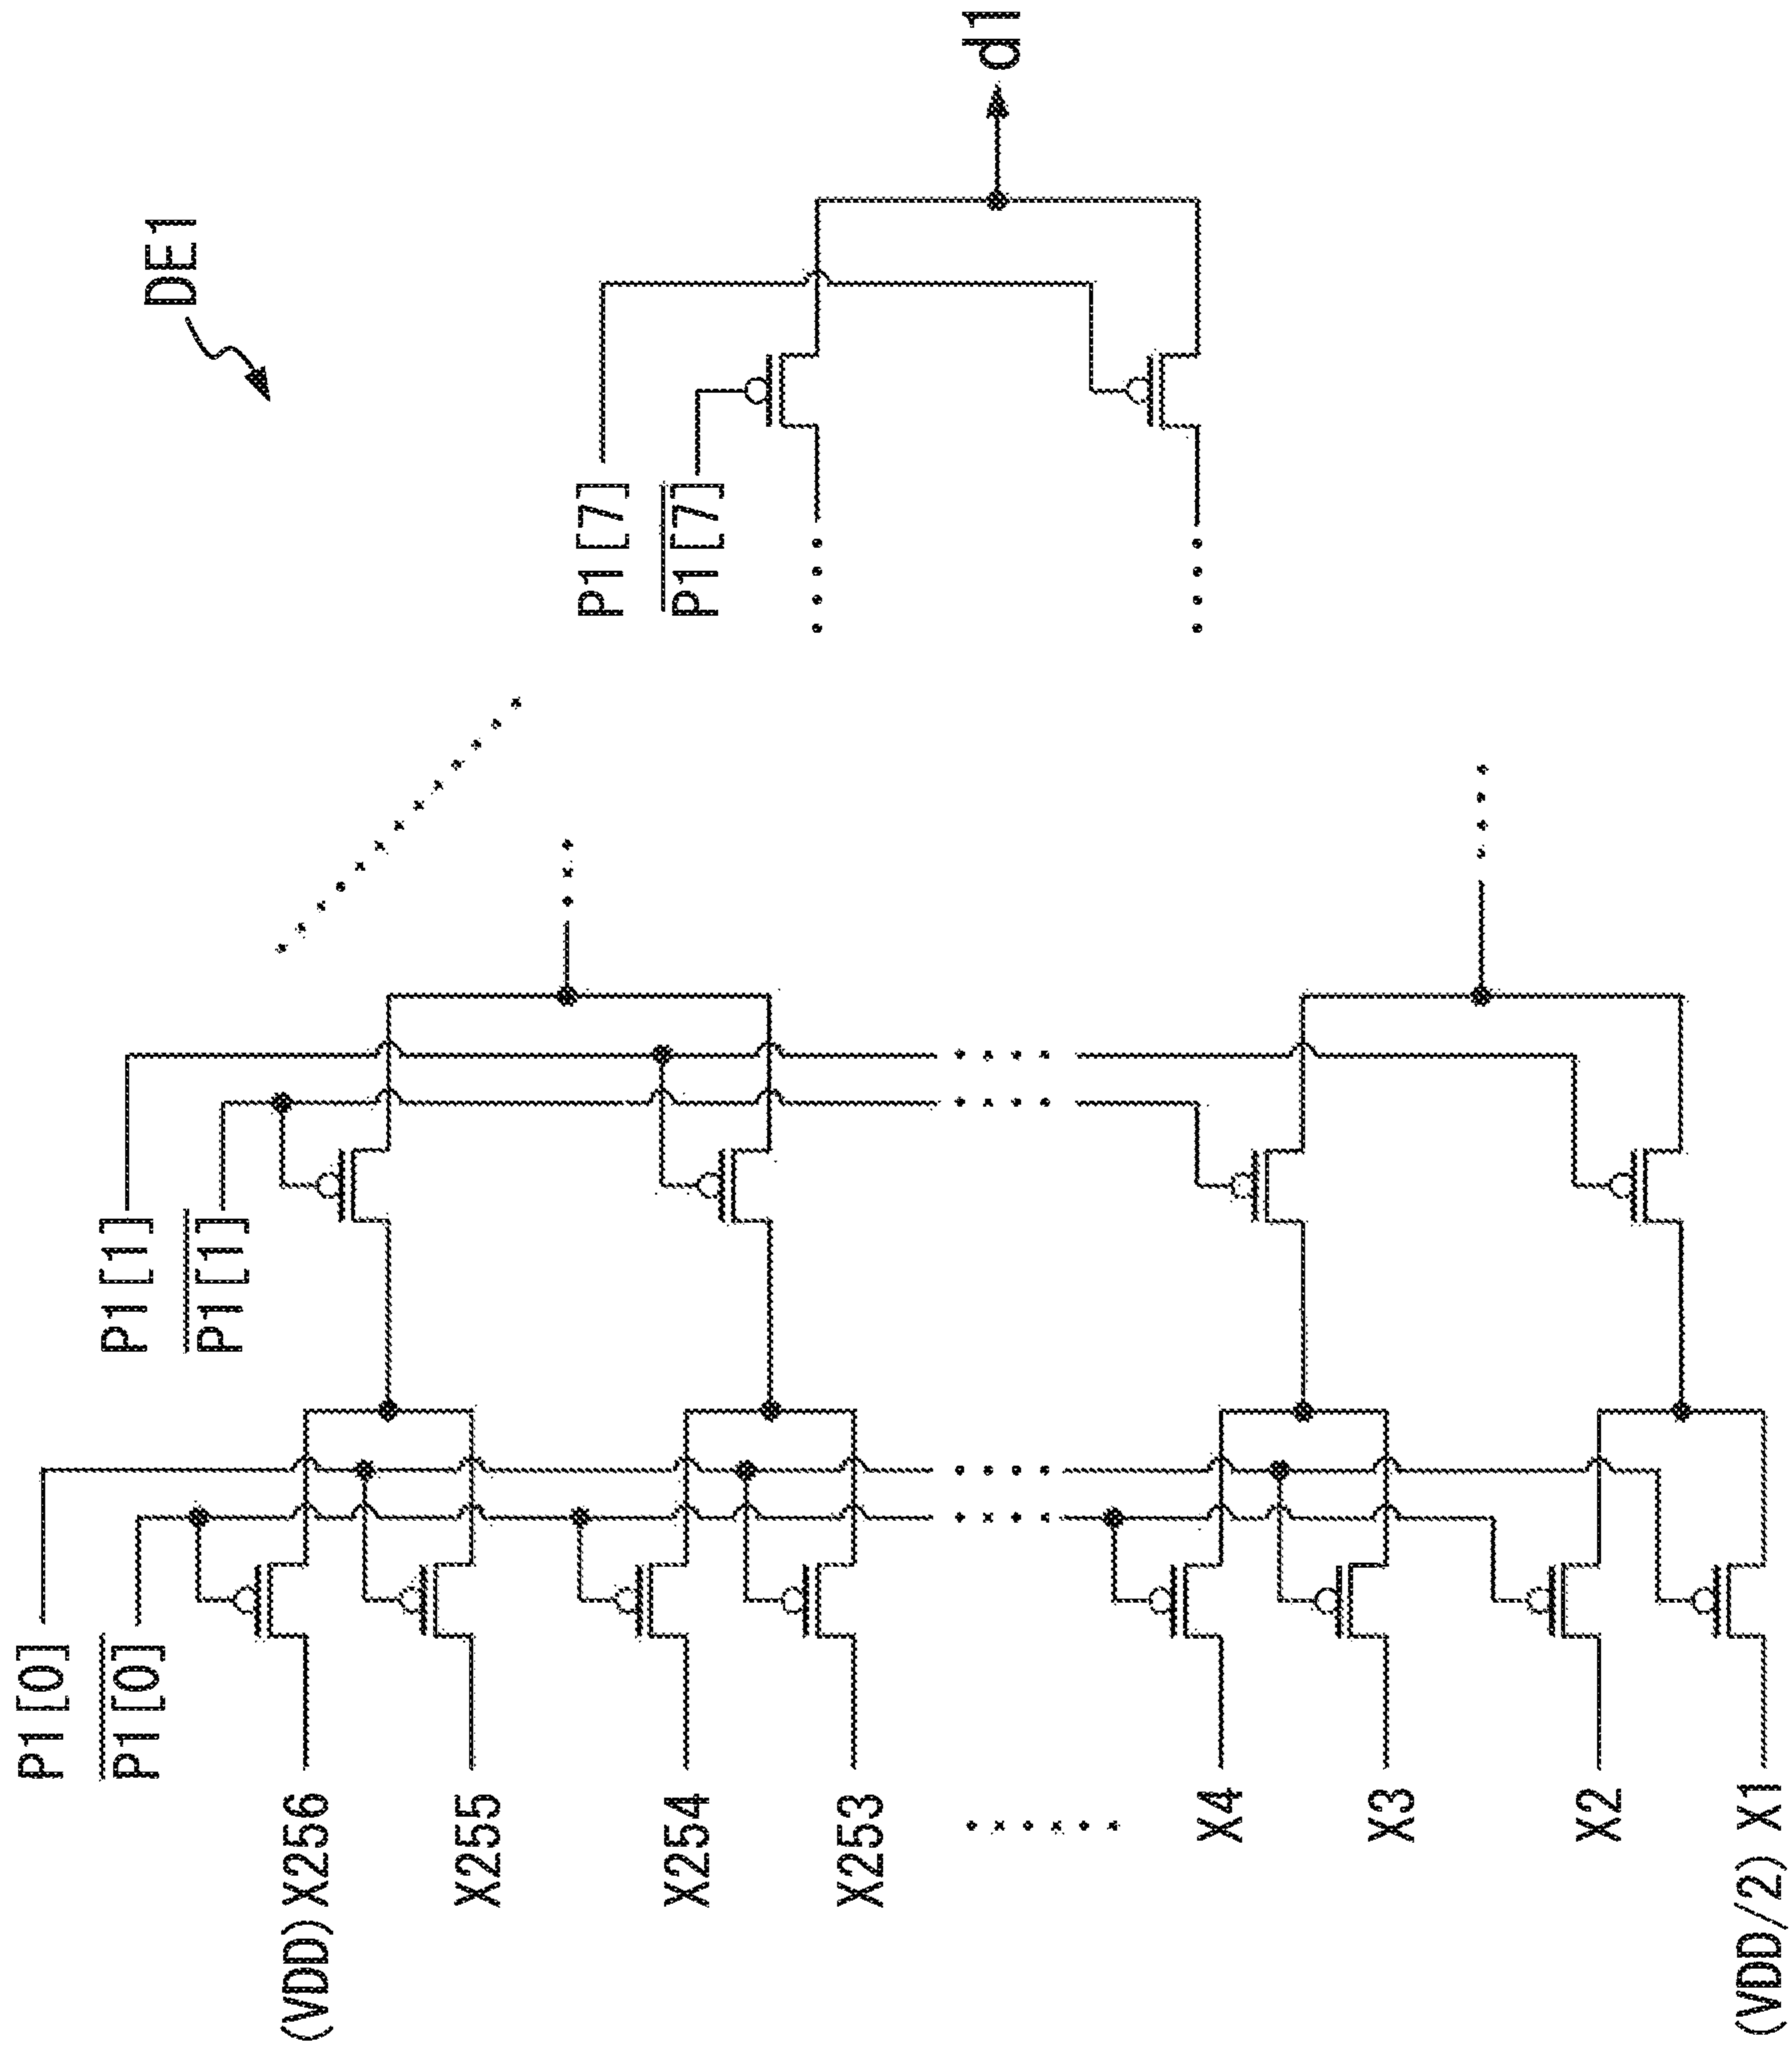 DE1
P1[0]
P1[0]
P1[1]
P1[1]
P1[7]
P1[7]
d1
(VDD) X256
X255
X254
X253
X4
X3
X2
(VDD/2) X1